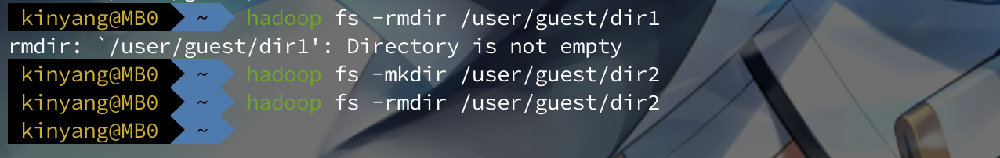 kinyang@MB0 ~ hadoop fs -rmdir /user/guest/dir1
rmdir: `/user/guest/dir1': Directory is not empty
kinyang@MB0 ~ hadoop fs -mkdir /user/guest/dir2
kinyang@MB0 ~ hadoop fs -rmdir /user/guest/dir2
kinyang@MB0 ~